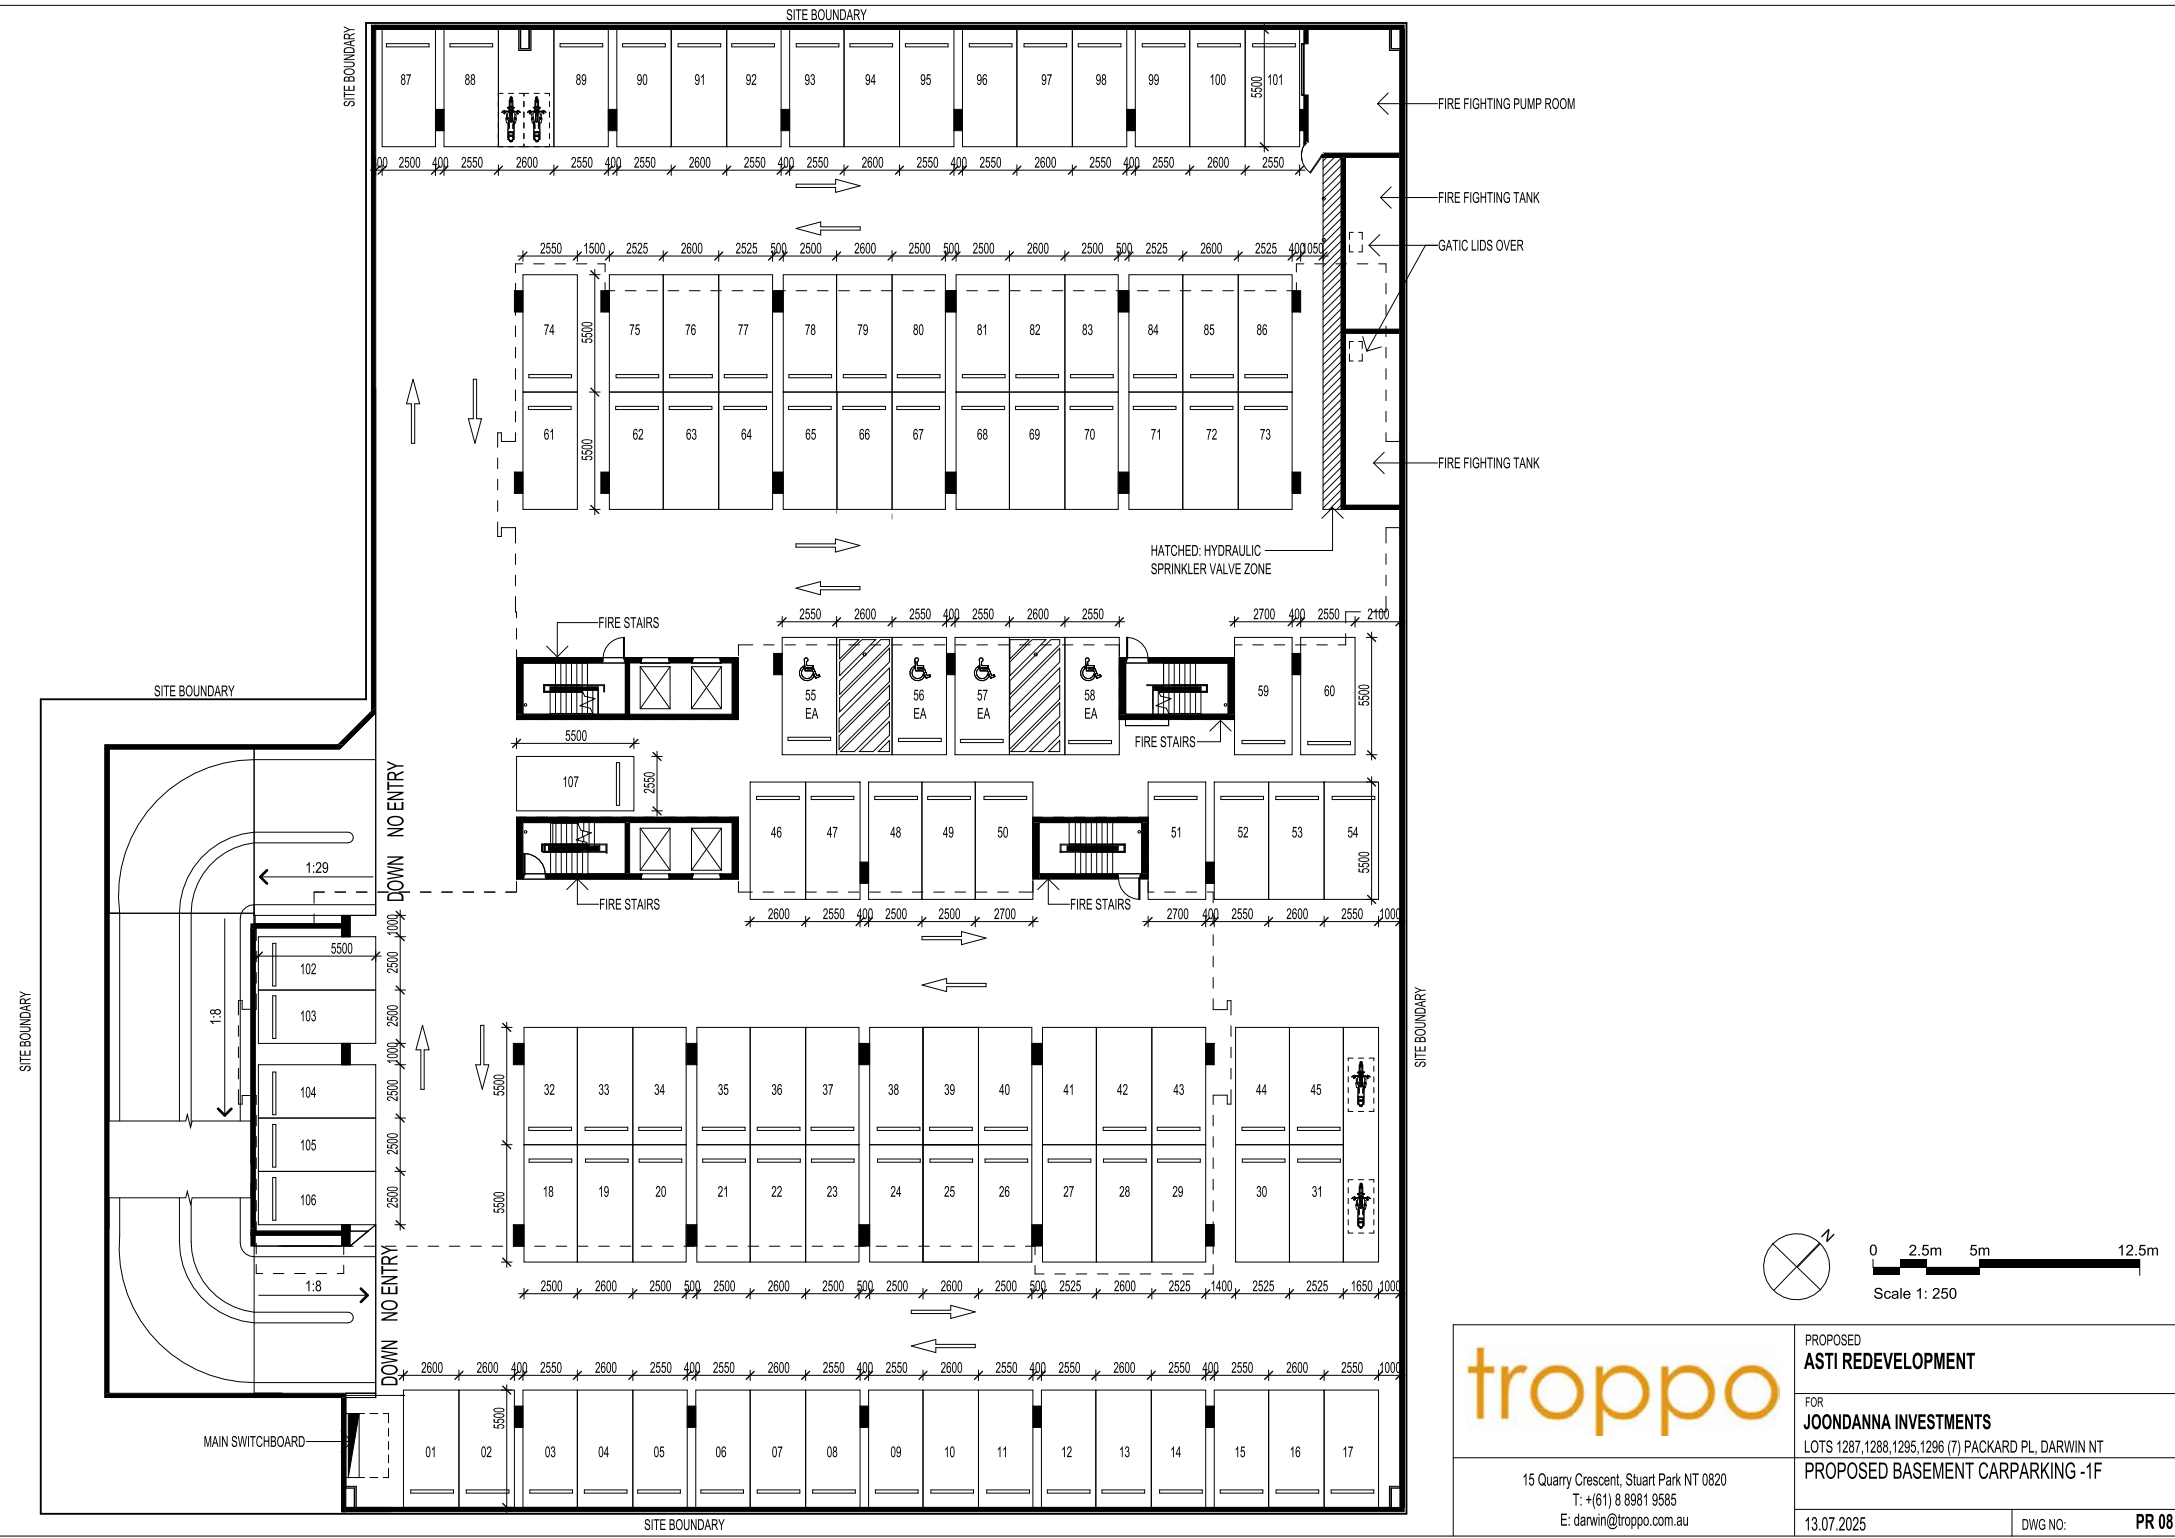 SITE BOUNDARY
SITE BOUNDARY
87 88 89 90 91 92 93 94 95 96 97 98 99 100 5500 101
FIRE FIGHTING PUMP ROOM
2500 400 2550 2600 2550 400 2550 2600 2550 400 2550 2600 2550 400 2550 2600 2550 400 2550 2600 2550
FIRE FIGHTING TANK
GATIC LIDS OVER
2550 1500 2525 2600 2525 500 2500 2600 2500 500 2500 2600 2500 500 2525 2600 2525 400 1050
74 5500 75 76 77 78 79 80 81 82 83 84 85 86
61 5500 62 63 64 65 66 67 68 69 70 71 72 73
FIRE FIGHTING TANK
HATCHED: HYDRAULIC
SPRINKLER VALVE ZONE
2550 2600 2550 400 2550 2600 2550 2700 400 2550 2100
FIRE STAIRS
55 56 57 58 59 60 5500
EA EA EA EA
FIRE STAIRS
SITE BOUNDARY
5500
107 2550
DOWN NO ENTRY
46 47 48 49 50 51 52 53 54 5500
1:29
FIRE STAIRS
FIRE STAIRS
2600 2550 400 2500 2500 2700 2700 400 2550 2600 2550 1000
1000
5500
102 2500
103 2500
1:8
1000
SITE BOUNDARY
SITE BOUNDARY
104 2500
105 2500
106 2500
5500 32 33 34 35 36 37 38 39 40 41 42 43 44 45
5500 18 19 20 21 22 23 24 25 26 27 28 29 30 31
1:8
DOWN NO ENTRY
2500 2600 2500 500 2500 2600 2500 500 2500 2600 2500 500 2525 2600 2525 1400 2525 2525 1650 1000
2600 2600 400 2550 2600 2550 400 2550 2600 2550 400 2550 2600 2550 400 2550 2600 2550 400 2550 2600 2550 1000
MAIN SWITCHBOARD
01 02 5500 03 04 05 06 07 08 09 10 11 12 13 14 15 16 17
SITE BOUNDARY
N
0 2.5m 5m 12.5m
Scale 1: 250
troppo
15 Quarry Crescent, Stuart Park NT 0820
T: +(61) 8 8981 9585
E: darwin@troppo.com.au
PROPOSED
ASTI REDEVELOPMENT
FOR
JOONDANNA INVESTMENTS
LOTS 1287,1288,1295,1296 (7) PACKARD PL, DARWIN NT
PROPOSED BASEMENT CARPARKING -1F
13.07.2025 DWG NO: PR 08